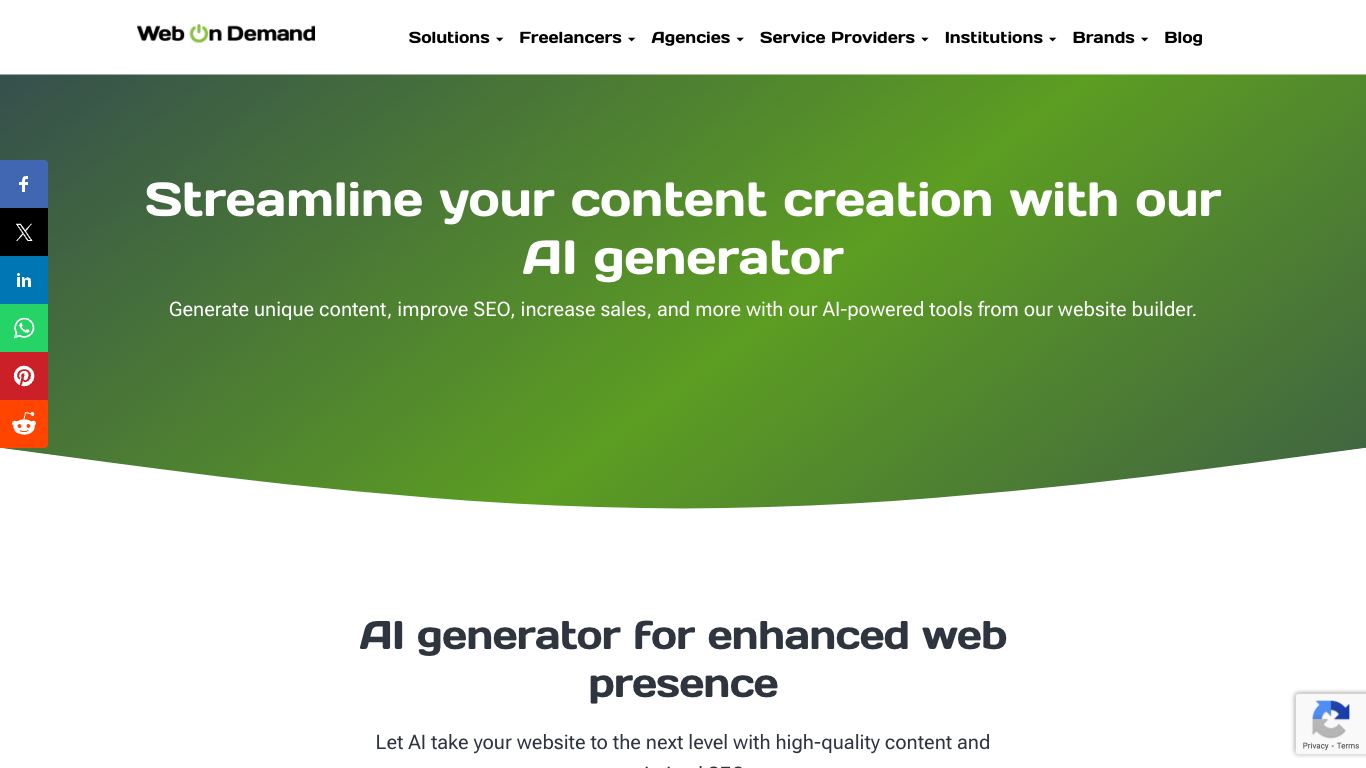 Web On Demand
Solutions
Freelancers
Agencies
Service Providers
Institutions
Brands
Blog
Streamline your content creation with our
AI generator
Generate unique content, improve SEO, increase sales, and more with our AI-powered tools from our website builder.
AI generator for enhanced web
presence
Let AI take your website to the next level with high-quality content and
Privacy - Terms